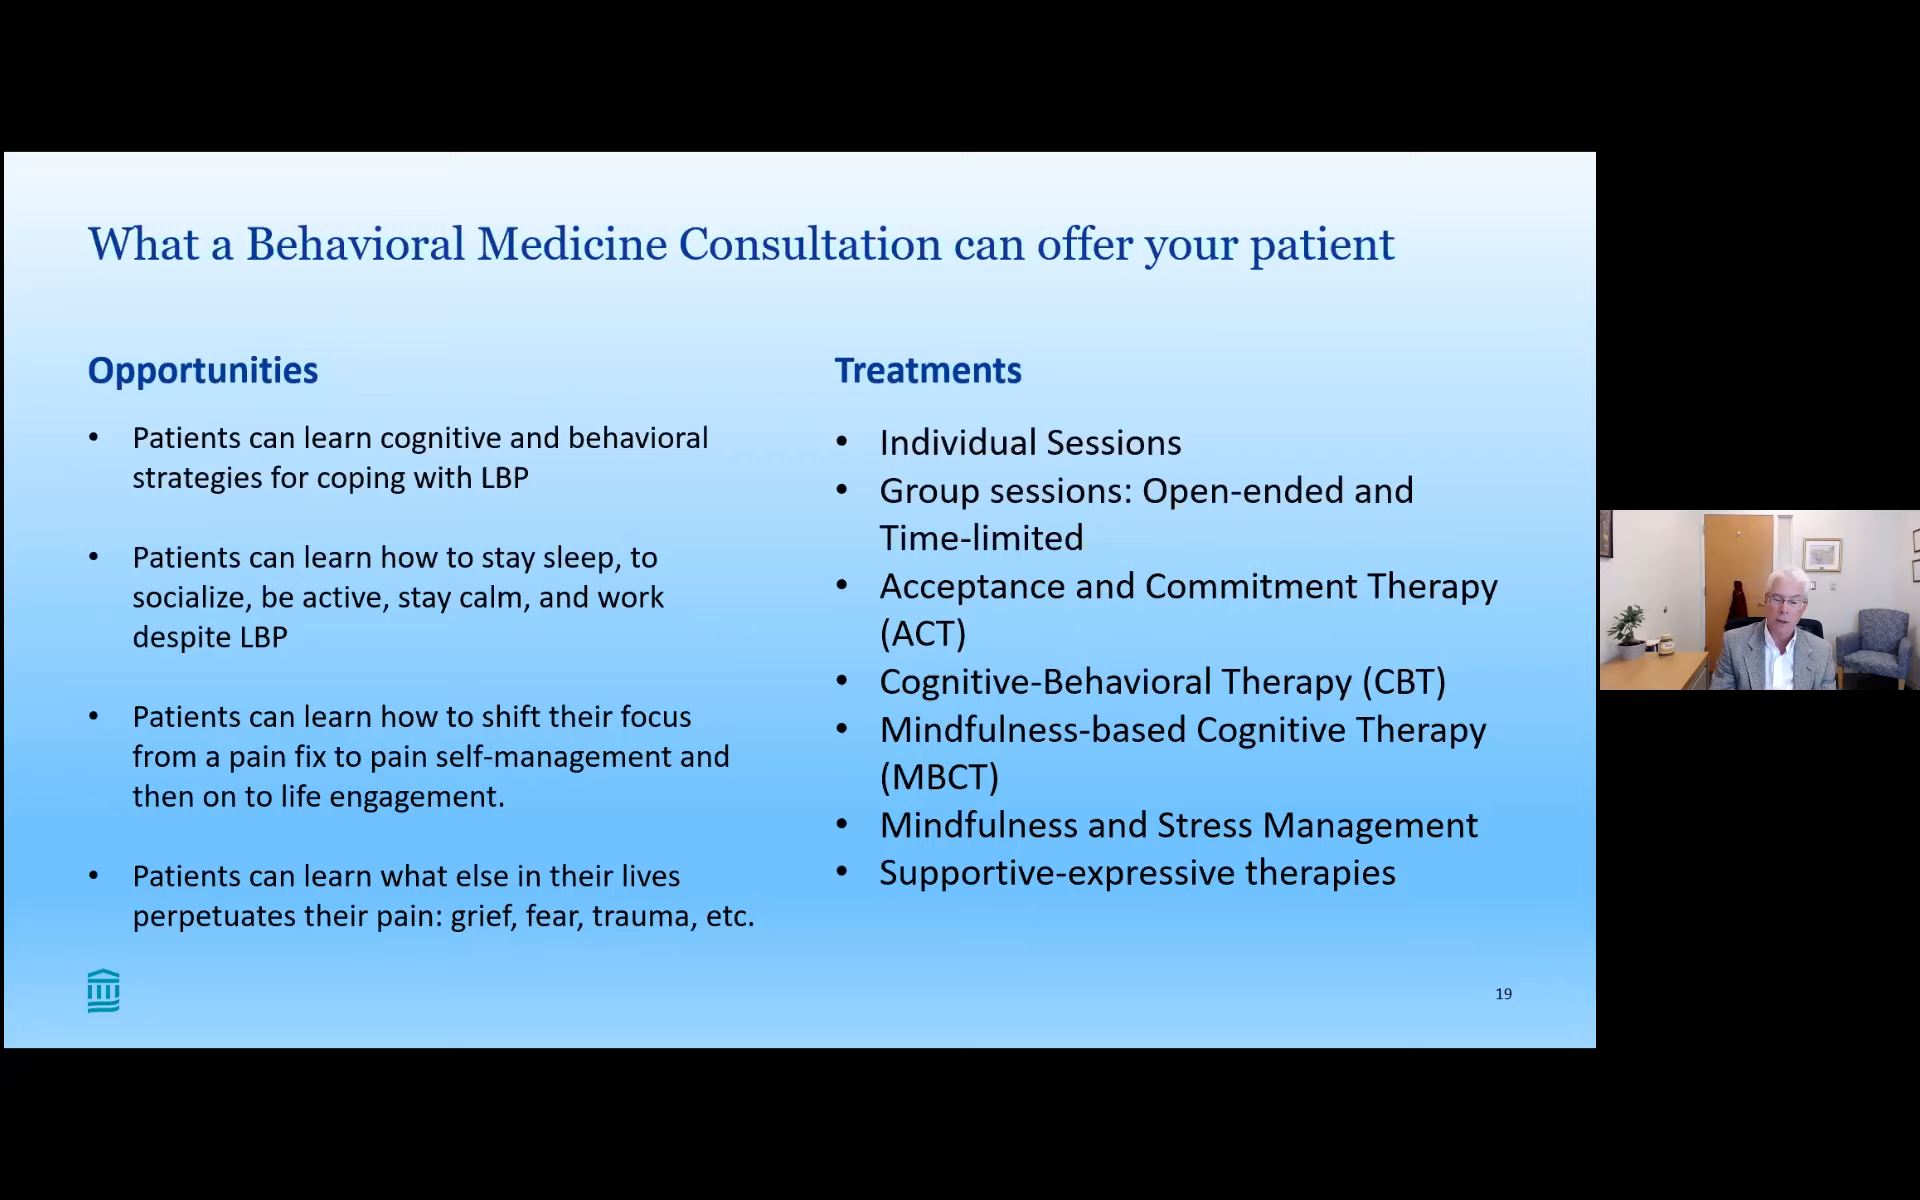 What a Behavioral Medicine Consultation can offer your patient
Opportunities
• Patients can learn cognitive and behavioral
strategies for coping with LBP
• Patients can learn how to stay sleep, to
socialize, be active, stay calm, and work
despite LBP
• Patients can learn how to shift their focus
from a pain fix to pain self-management and
then on to life engagement.
• Patients can learn what else in their lives
perpetuates their pain: grief, fear, trauma, etc.
Treatments
• Individual Sessions
• Group sessions: Open-ended and
Time-limited
• Acceptance and Commitment Therapy
(ACT)
• Cognitive-Behavioral Therapy (CBT)
• Mindfulness-based Cognitive Therapy
(MBCT)
• Mindfulness and Stress Management
• Supportive-expressive therapies
19